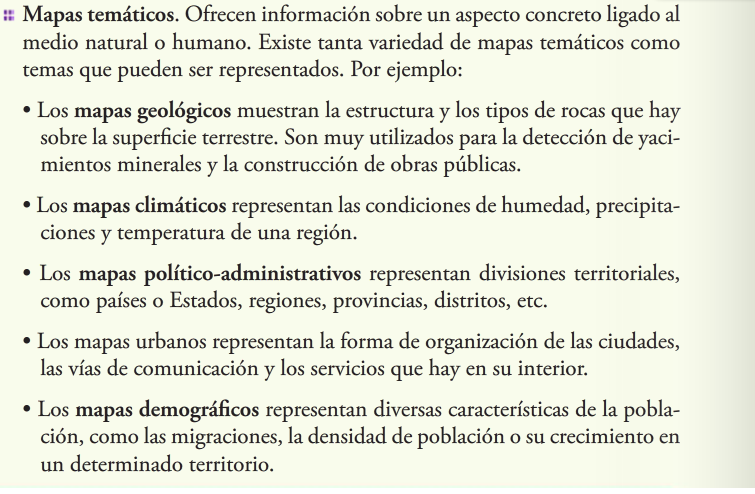 Mapas temáticos. Ofrecen información sobre un aspecto concreto ligado al
medio natural o humano. Existe tanta variedad de mapas temáticos como
temas que pueden ser representados. Por ejemplo:
• Los mapas geológicos muestran la estructura y los tipos de rocas que hay
sobre la superficie terrestre. Son muy utilizados para la detección de yaci-
mientos minerales y la construcción de obras públicas.
• Los mapas climáticos representan las condiciones de humedad, precipita-
ciones y temperatura de una región.
• Los mapas político-administrativos representan divisiones territoriales,
como países o Estados, regiones, provincias, distritos, etc.
• Los mapas urbanos representan la forma de organización de las ciudades,
las vías de comunicación y los servicios que hay en su interior.
• Los mapas demográficos representan diversas características de la pobla-
ción, como las migraciones, la densidad de población o su crecimiento en
un determinado territorio.